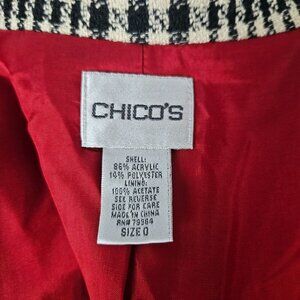 CHICO'S
SHELL:
86% ACRYLIC
14% POLYESTER
LINING:
100% ACETATE
SEE REVERSE
SIDE FOR CARE
MADE IN CHINA
RN# 79984
SIZE 0